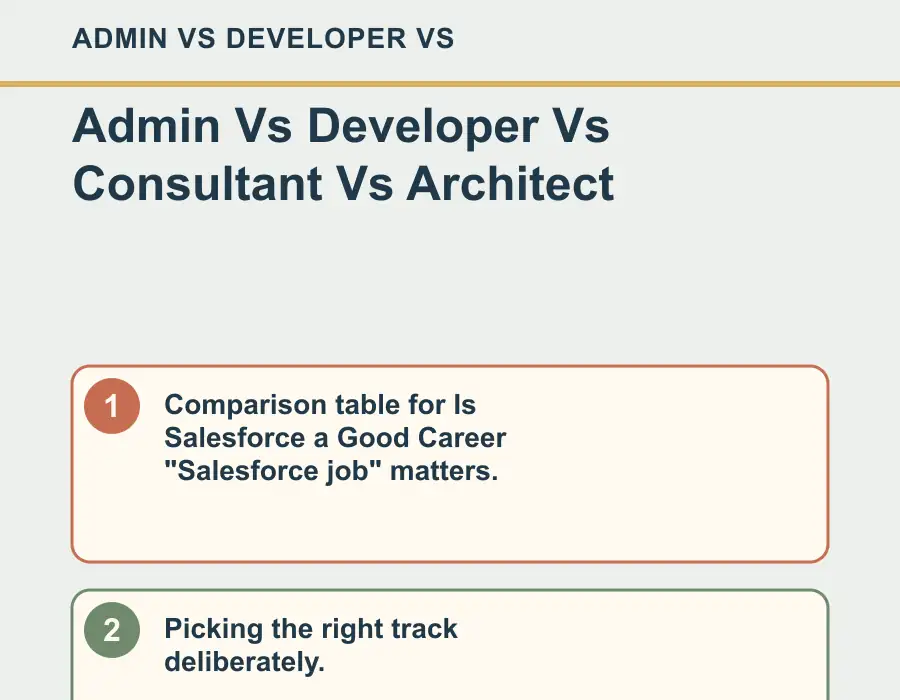 ADMIN VS DEVELOPER VS
Admin Vs Developer Vs
Consultant Vs Architect
1
Comparison table for Is
Salesforce a Good Career
"Salesforce job" matters.
2
Picking the right track
deliberately.